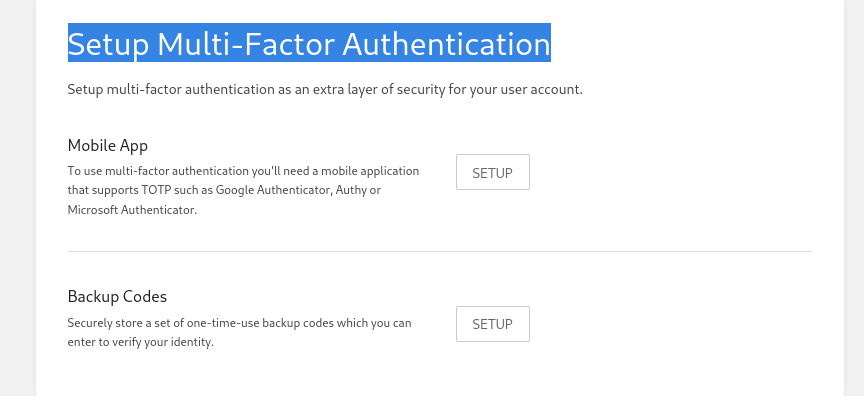 Setup Multi-Factor Authentication
Setup multi-factor authentication as an extra layer of security for your user account.
Mobile App
To use multi-factor authentication you'll need a mobile application
that supports TOTP such as Google Authenticator, Authy or
Microsoft Authenticator.
SETUP
Backup Codes
Securely store a set of one-time-use backup codes which you can
enter to verify your identity.
SETUP